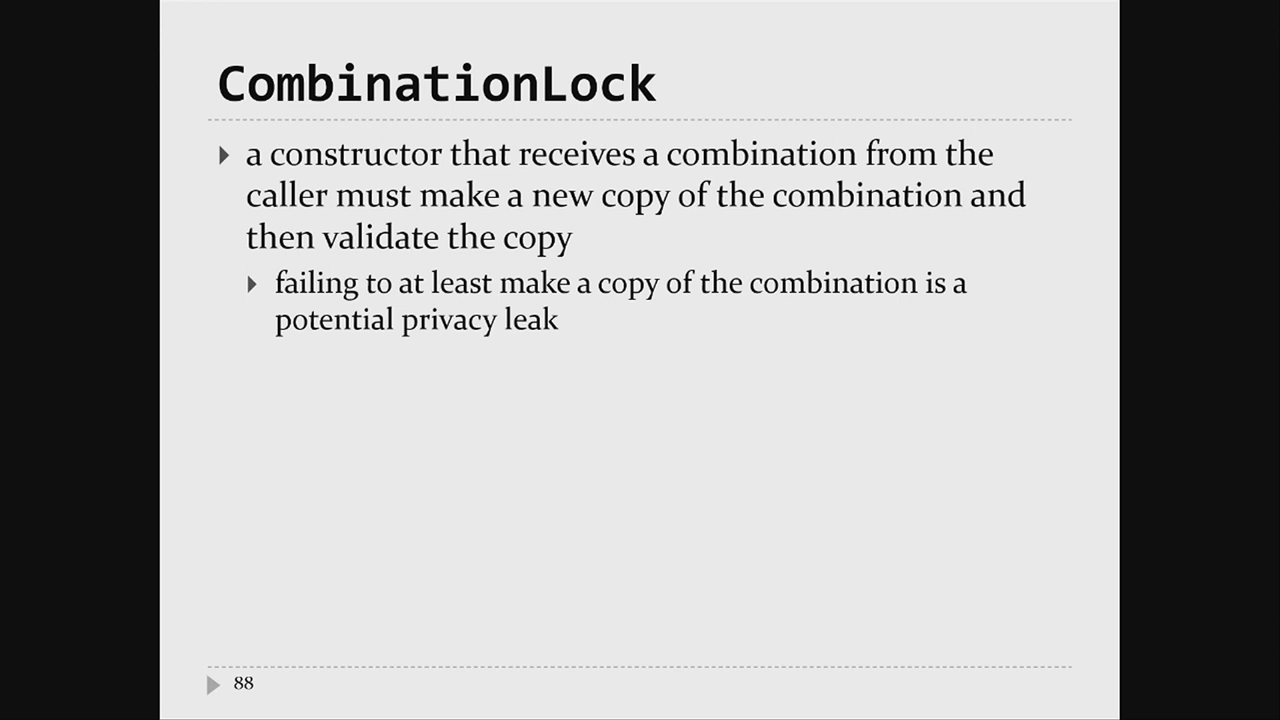 CombinationLock
a constructor that receives a combination from the
caller must make a new copy of the combination and
then validate the copy
failing to at least make a copy of the combination is a
potential privacy leak
88